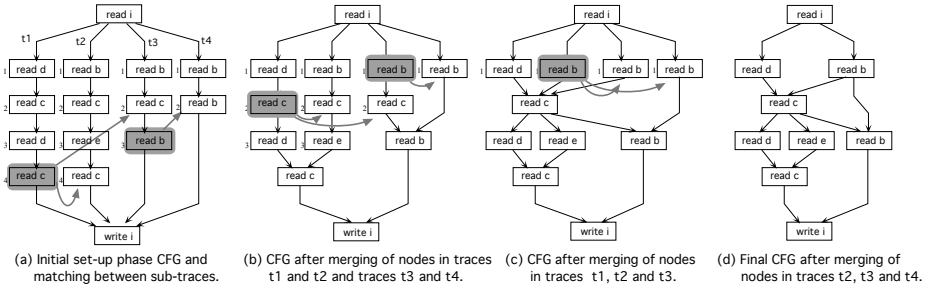 read i
t1 t2 t3 t4
1 read d 1 read b 1 read b 1 read b
2 read c 2 read c 2 read c 2 read b
3 read d 3 read e 3 read b
4 read c 4 read c
write i
(a) Initial set-up phase CFG and
matching between sub-traces.
read i
1 read d 1 read b 1 read b 1 read b
2 read c 2 read c 2 read c
3 read d 3 read e read b
read c
write i
(b) CFG after merging of nodes in traces
t1 and t2 and traces t3 and t4.
read i
1 read d 1 read b 1 read b 1 read b
read c
read d read e read b
read c
write i
(c) CFG after merging of nodes
in traces t1, t2 and t3.
read i
read d read b
read c
read d read e read b
read c
write i
(d) Final CFG after merging of
nodes in traces t2, t3 and t4.